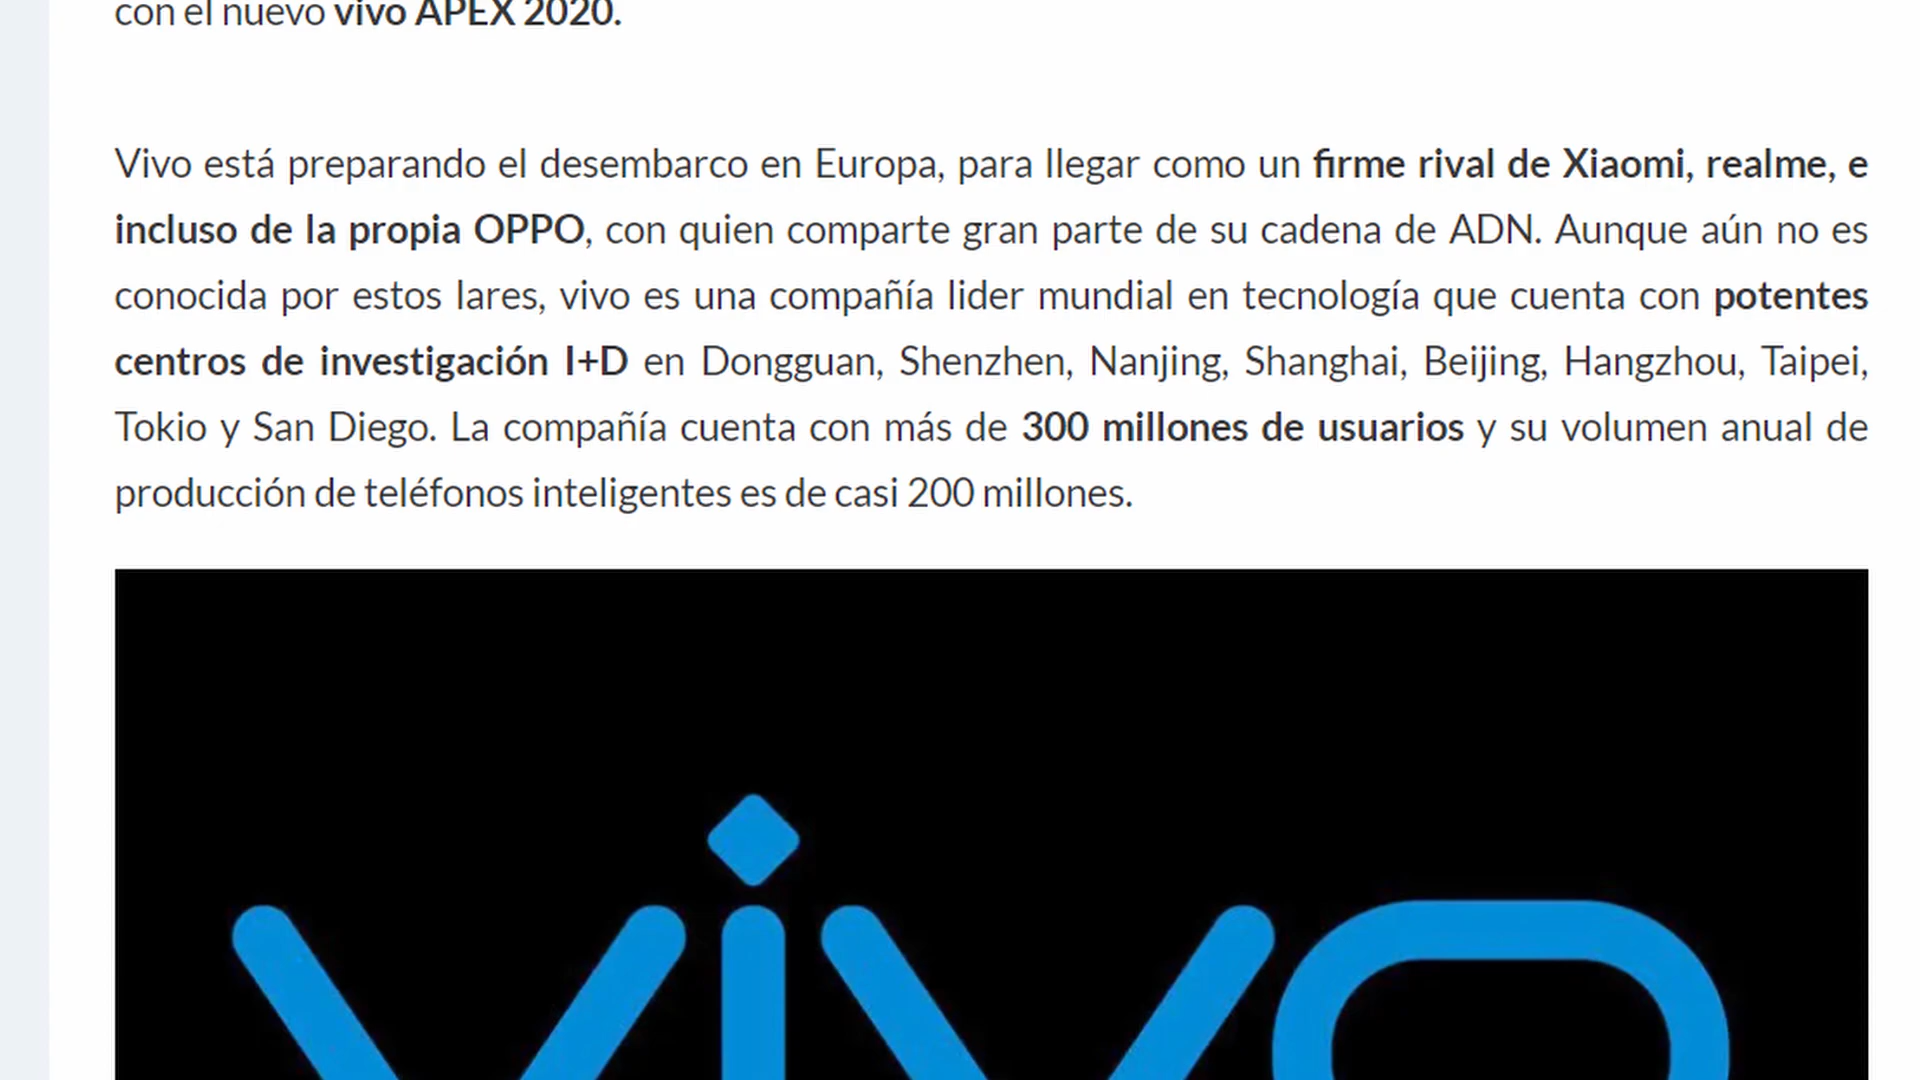 con el nuevo vivo APEX 2020.
Vivo está preparando el desembarco en Europa, para llegar como un firme rival de Xiaomi, realme, e
incluso de la propia OPPO, con quien comparte gran parte de su cadena de ADN. Aunque aún no es
conocida por estos lares, vivo es una compañía lider mundial en tecnología que cuenta con potentes
centros de investigación I+D en Dongguan, Shenzhen, Nanjing, Shanghai, Beijing, Hangzhou, Taipei,
Tokio y San Diego. La compañía cuenta con más de 300 millones de usuarios y su volumen anual de
producción de teléfonos inteligentes es de casi 200 millones.
vivo